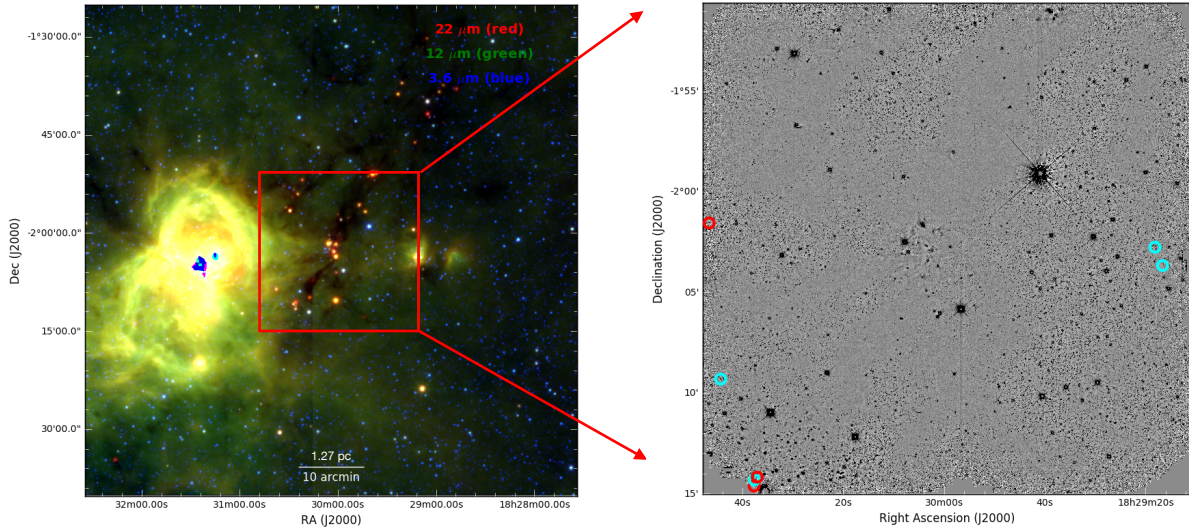 22 μm (red)
12 μm (green)
3.6 μm (blue)
-1°30'00.0"
45'00.0"
-2°00'00.0"
15'00.0"
30'00.0"
Dec (J2000)
1.27 pc
10 arcmin
32m00.00s
31m00.00s
30m00.00s
29m00.00s
18h28m00.00s
RA (J2000)
-1°55'
-2°00'
05'
10'
15'
Declination (J2000)
40s
20s
18h30m00s
40s
18h29m20s
Right Ascension (J2000)